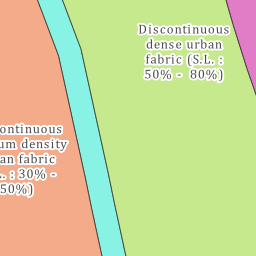 Discontinuous
dense urban
fabric (S.L. :
50% - 80%)
ontinuous
um density
an fabric
. : 30% -
50%)